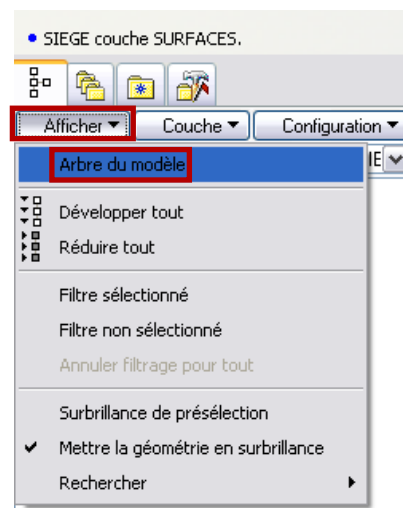 • SIEGE couche SURFACES.
Afficher ▼ Couche ▼ Configuration ▼
Arbre du modèle
IE
Développer tout
Réduire tout
Filtre sélectionné
Filtre non sélectionné
Annuler filtrage pour tout
Surbrillance de présélection
✔ Mettre la géométrie en surbrillance
Rechercher